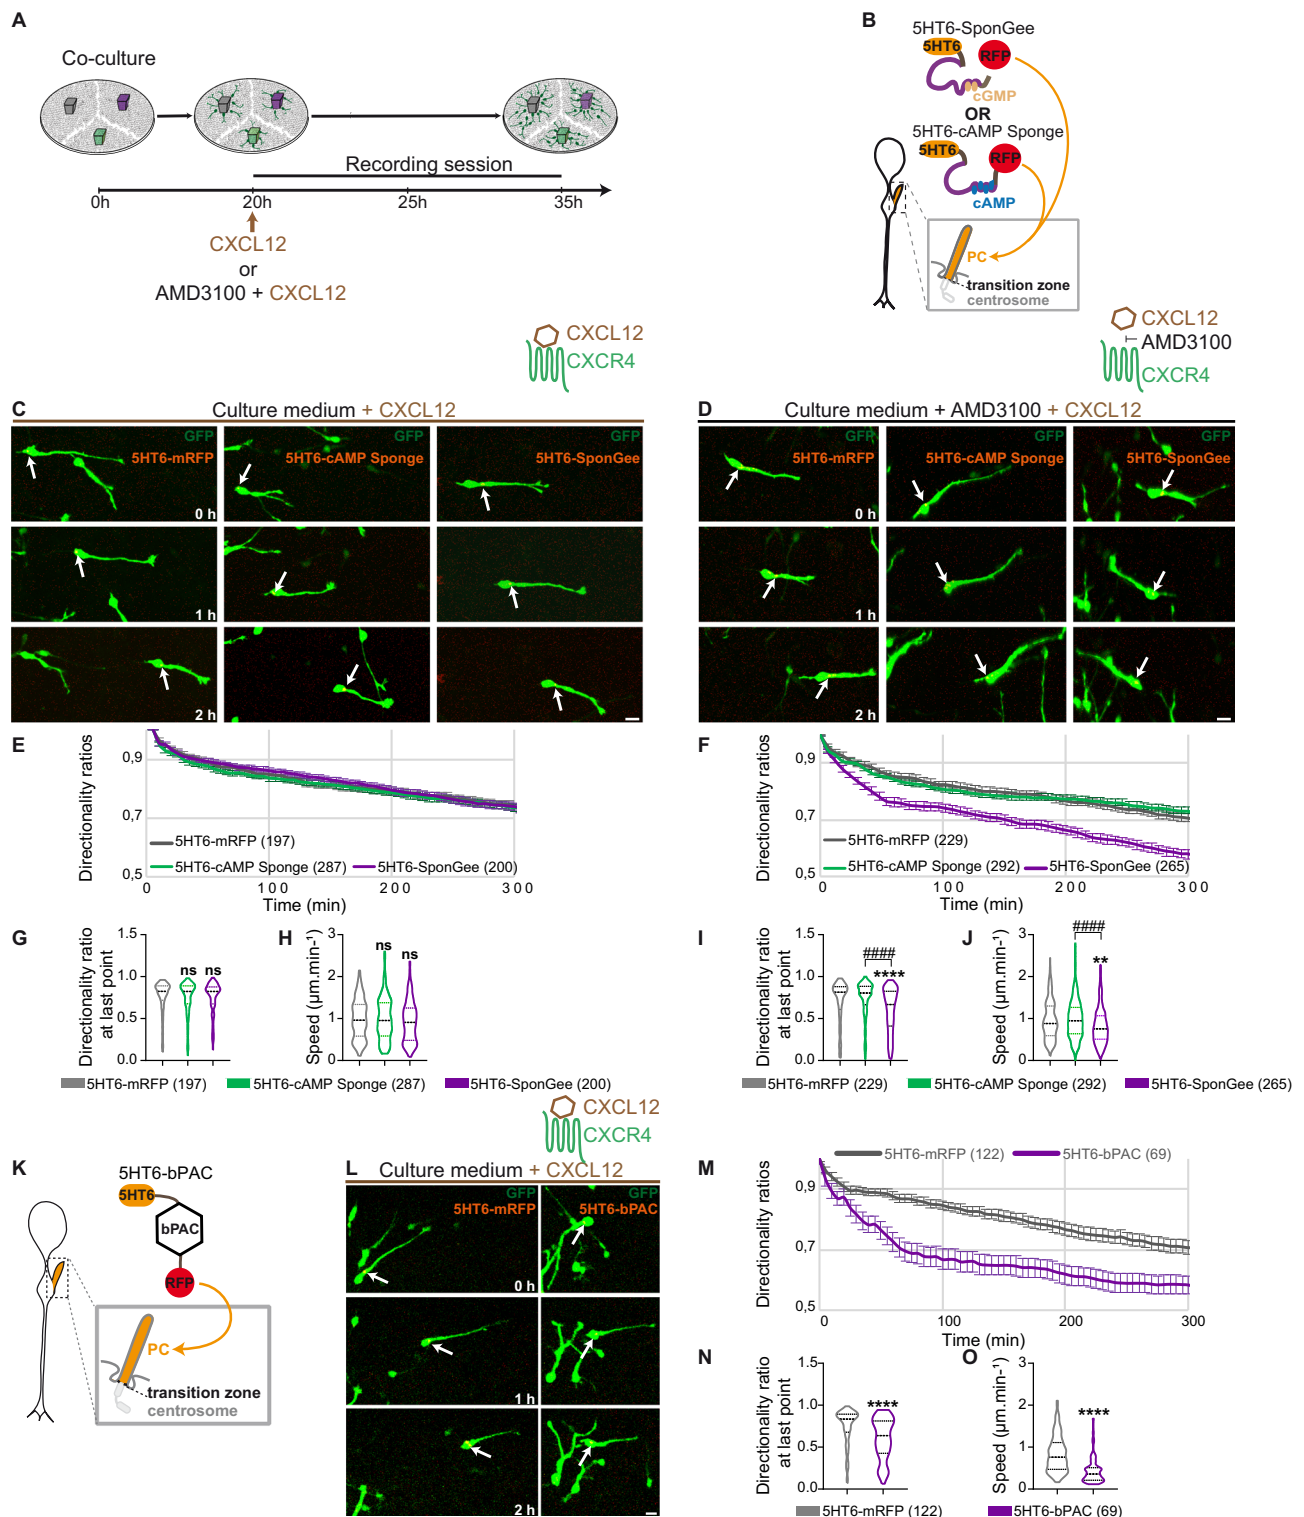 A
Co-culture
Recording session
0h
20h
25h
35h
CXCL12
or
AMD3100 + CXCL12
B
5HT6-SponGee
5HT6
RFP
cGMP
OR
5HT6-cAMP Sponge
5HT6
RFP
cAMP
PC
transition zone
centrosome
CXCL12
CXCR4
C
Culture medium + CXCL12
GFP
5HT6-mRFP
GFP
5HT6-cAMP Sponge
GFP
5HT6-SponGee
0 h
1 h
2 h
CXCL12
AMD3100
CXCR4
D
Culture medium + AMD3100 + CXCL12
GFP
5HT6-mRFP
GFP
5HT6-cAMP Sponge
GFP
5HT6-SponGee
0 h
1 h
2 h
E
Directionality ratios
0,9
0,7
0,5
5HT6-mRFP (197)
5HT6-cAMP Sponge (287)
5HT6-SponGee (200)
0
100
200
300
Time (min)
F
Directionality ratios
0,9
0,7
0,5
5HT6-mRFP (229)
5HT6-cAMP Sponge (292)
5HT6-SponGee (265)
0
100
200
300
Time (min)
G
Directionality ratio
at last point
1.5
1.0
0.5
0.0
ns
ns
H
Speed (µm.min-¹)
3
2
1
0
ns
ns
5HT6-mRFP (197)
5HT6-cAMP Sponge (287)
5HT6-SponGee (200)
I
Directionality ratio
at last point
1.5
1.0
0.5
0.0
####
****
J
Speed (µm.min-¹)
3
2
1
0
####
**
5HT6-mRFP (229)
5HT6-cAMP Sponge (292)
5HT6-SponGee (265)
K
5HT6-bPAC
5HT6
bPAC
RFP
PC
transition zone
centrosome
CXCL12
CXCR4
L
Culture medium + CXCL12
GFP
5HT6-mRFP
GFP
5HT6-bPAC
0 h
1 h
2 h
M
5HT6-mRFP (122)
5HT6-bPAC (69)
Directionality ratios
0,9
0,7
0,5
0
100
200
300
Time (min)
N
Directionality ratio
at last point
1.5
1.0
0.5
0.0
****
O
Speed (µm.min-¹)
3
2
1
0
****
5HT6-mRFP (122)
5HT6-bPAC (69)